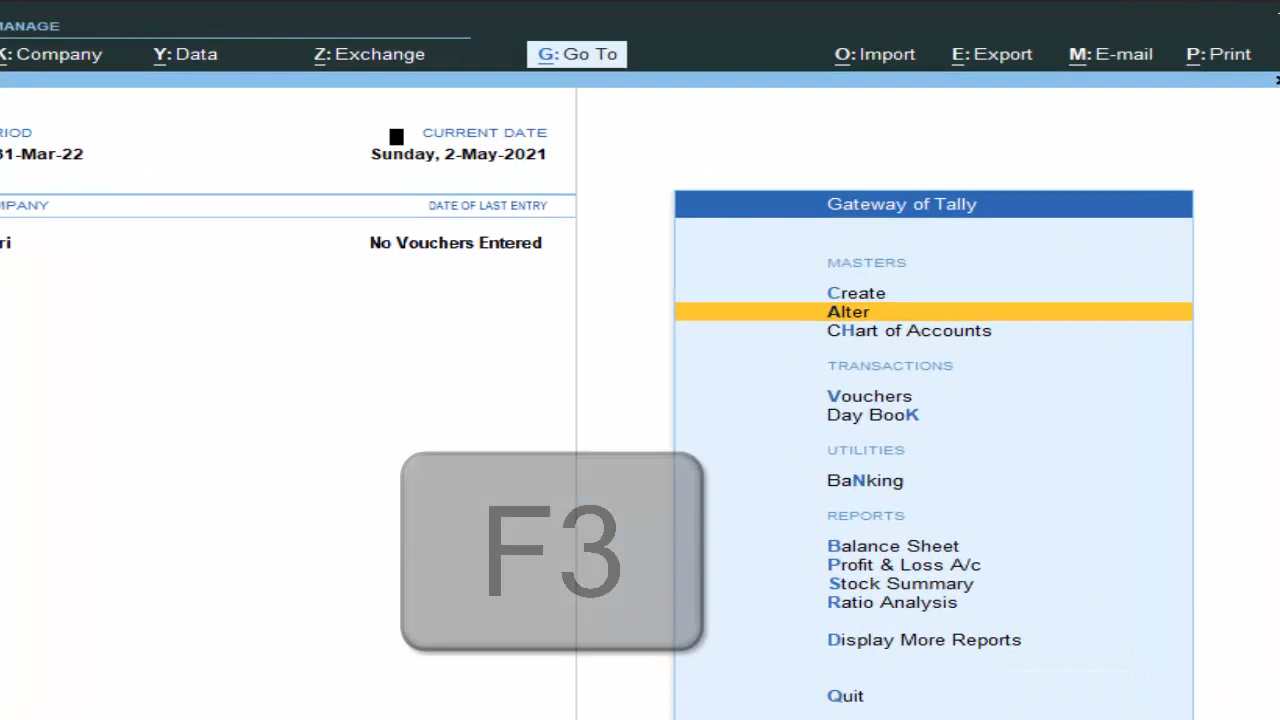 MANAGE
K: Company Y: Data Z: Exchange G: Go To O: Import E: Export M: E-mail P: Print
CURRENT DATE
31-Mar-22 Sunday, 2-May-2021
DATE OF LAST ENTRY
No Vouchers Entered
Gateway of Tally
MASTERS
Create
Alter
CHart of Accounts
TRANSACTIONS
Vouchers
Day BooK
UTILITIES
BaNking
REPORTS
Balance Sheet
Profit & Loss A/c
Stock Summary
Ratio Analysis
Display More Reports
Quit
F3